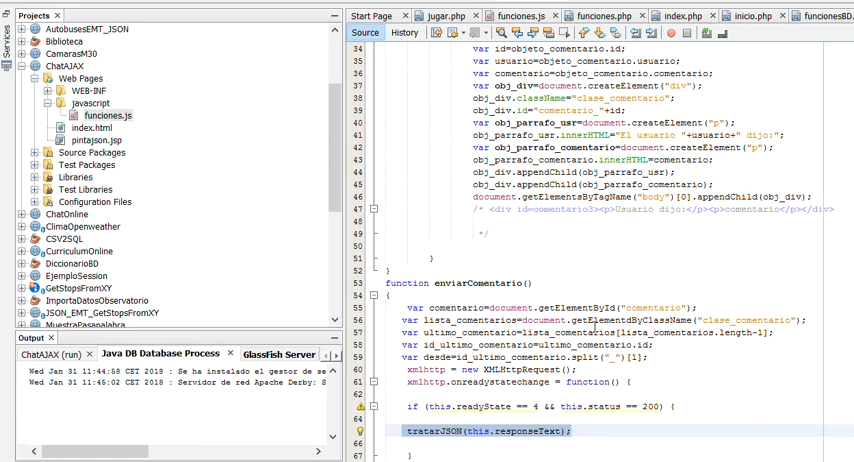 Services
Projects
AutobusesEMT_JSON
Biblioteca
CamarasM30
ChatAJAX
Web Pages
WEB-INF
javascript
funciones.js
index.html
pintajson.jsp
Source Packages
Test Packages
Libraries
Test Libraries
Configuration Files
ChatOnline
ClimaOpenweather
CSV2SQL
CurriculumOnline
DiccionarioBD
EjemploSession
GetStopsFromXY
ImportaDatosObservatorio
JSON_EMT_GetStopsFromXY
MuestraPasapalabra
Output
ChatAJAX (run) Java DB Database Process GlassFish Server
Wed Jan 31 11:44:58 CET 2018 : Se ha instalado el gestor de se
Wed Jan 31 11:45:02 CET 2018 : Servidor de red Apache Derby: S
Start Page jugar.php funciones.js funciones.php index.php inicio.php funcionesBD.
Source History
34 var id=objeto_comentario.id;
35 var usuario=objeto_comentario.usuario;
36 var comentario=objeto_comentario.comentario;
37 var obj_div=document.createElement("div");
38 obj_div.className="clase_comentario";
39 obj_div.id="comentario_"+id;
40 var obj_parrafo_usr=document.createElement("p");
41 obj_parrafo_usr.innerHTML="El usuario "+usuario+" dijo:";
42 var obj_parrafo_comentario=document.createElement("p");
43 obj_parrafo_comentario.innerHTML=comentario;
44 obj_div.appendChild(obj_parrafo_usr);
45 obj_div.appendChild(obj_parrafo_comentario);
46 document.getElementsByTagName("body")[0].appendChild(obj_div);
47 /* <div id=comentario3><p>Usuario dijo:</p><p>comentario</p></div>
48
49 */
50
51 }
52 }
53 function enviarComentario()
54 {
55 var comentario=document.getElementById("comentario");
56 var lista_comentarios=document.getElementdByClassName("clase_comentario");
57 var ultimo_comentario=lista_comentarios[lista_comentarios.length-1];
58 var id_ultimo_comentario=ultimo_comentario.id;
59 var desde=id_ultimo_comentario.split("_")[1];
60 xmlhttp = new XMLHttpRequest();
61 xmlhttp.onreadystatechange = function() {
62
if (this.readyState == 4 && this.status == 200) {
64
tratarJSON(this.responseText);
66
67 }